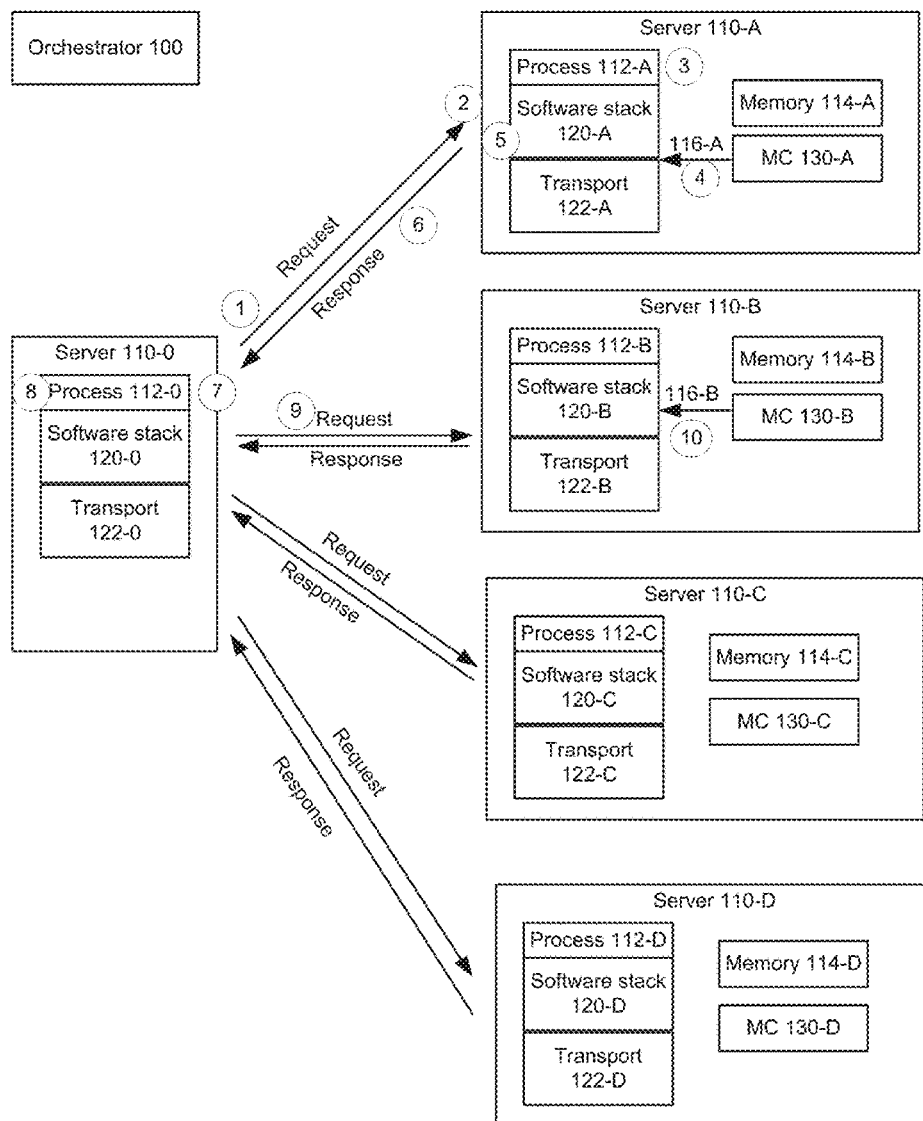 Orchestrator 100
Server 110-A
Process 112-A
3
2
Software stack
120-A
Memory 114-A
5
116-A
MC 130-A
4
Transport
122-A
6
Request
Response
1
Server 110-B
Process 112-B
Software stack
120-B
Memory 114-B
116-B
MC 130-B
10
Transport
122-B
Server 110-0
8
Process 112-0
7
Software stack
120-0
Transport
122-0
9
Request
Response
Request
Response
Server 110-C
Process 112-C
Software stack
120-C
Memory 114-C
MC 130-C
Transport
122-C
Request
Response
Server 110-D
Process 112-D
Software stack
120-D
Memory 114-D
MC 130-D
Transport
122-D